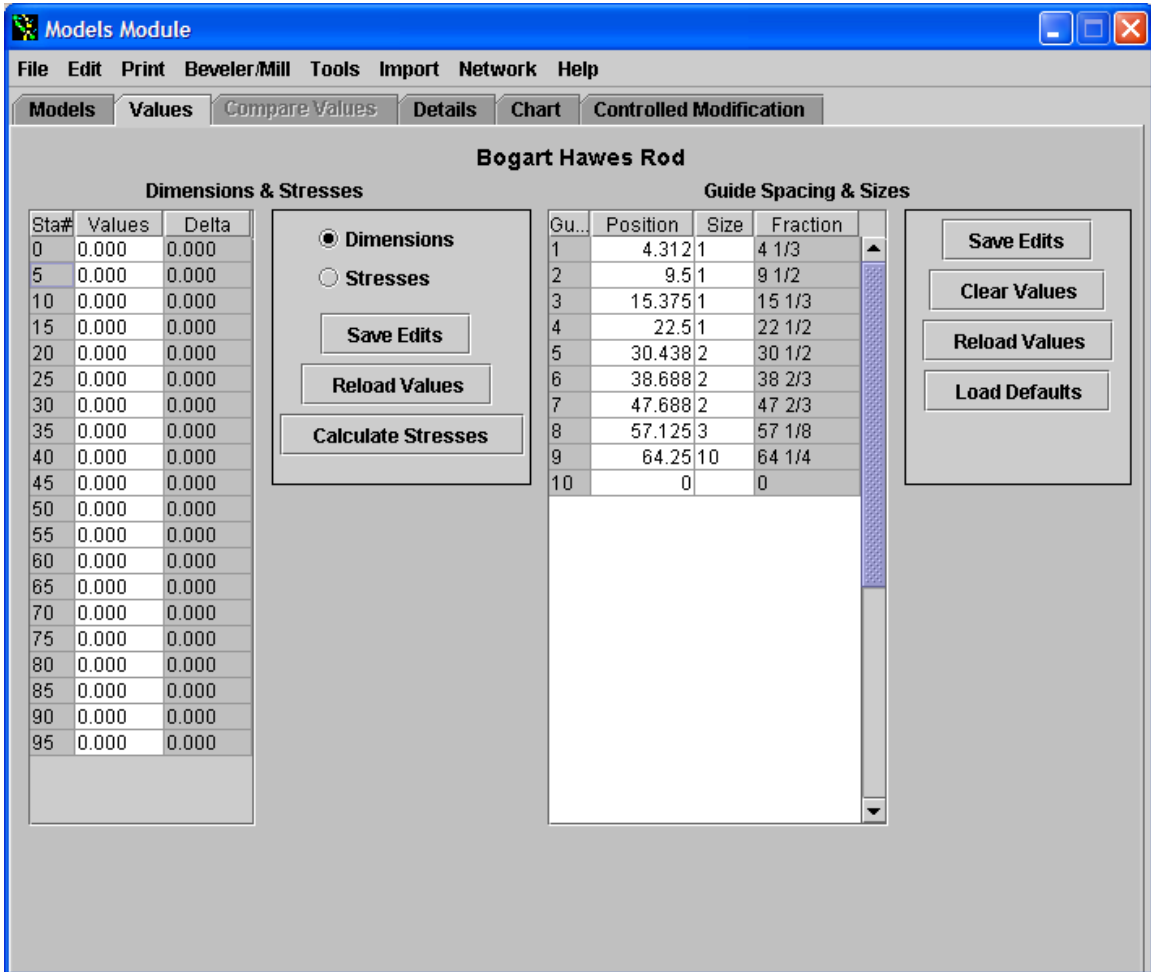 Models Module
File Edit Print Beveler/Mill Tools Import Network Help
Models Values Compare Values Details Chart Controlled Modification
Bogart Hawes Rod
Dimensions & Stresses
Sta# Values Delta
0 0.000 0.000
5 0.000 0.000
10 0.000 0.000
15 0.000 0.000
20 0.000 0.000
25 0.000 0.000
30 0.000 0.000
35 0.000 0.000
40 0.000 0.000
45 0.000 0.000
50 0.000 0.000
55 0.000 0.000
60 0.000 0.000
65 0.000 0.000
70 0.000 0.000
75 0.000 0.000
80 0.000 0.000
85 0.000 0.000
90 0.000 0.000
95 0.000 0.000
Dimensions
Stresses
Save Edits
Reload Values
Calculate Stresses
Guide Spacing & Sizes
Gu... Position Size Fraction
1 4.312 1 4 1/3
2 9.5 1 9 1/2
3 15.375 1 15 1/3
4 22.5 1 22 1/2
5 30.438 2 30 1/2
6 38.688 2 38 2/3
7 47.688 2 47 2/3
8 57.125 3 57 1/8
9 64.25 10 64 1/4
10 0 0
Save Edits
Clear Values
Reload Values
Load Defaults